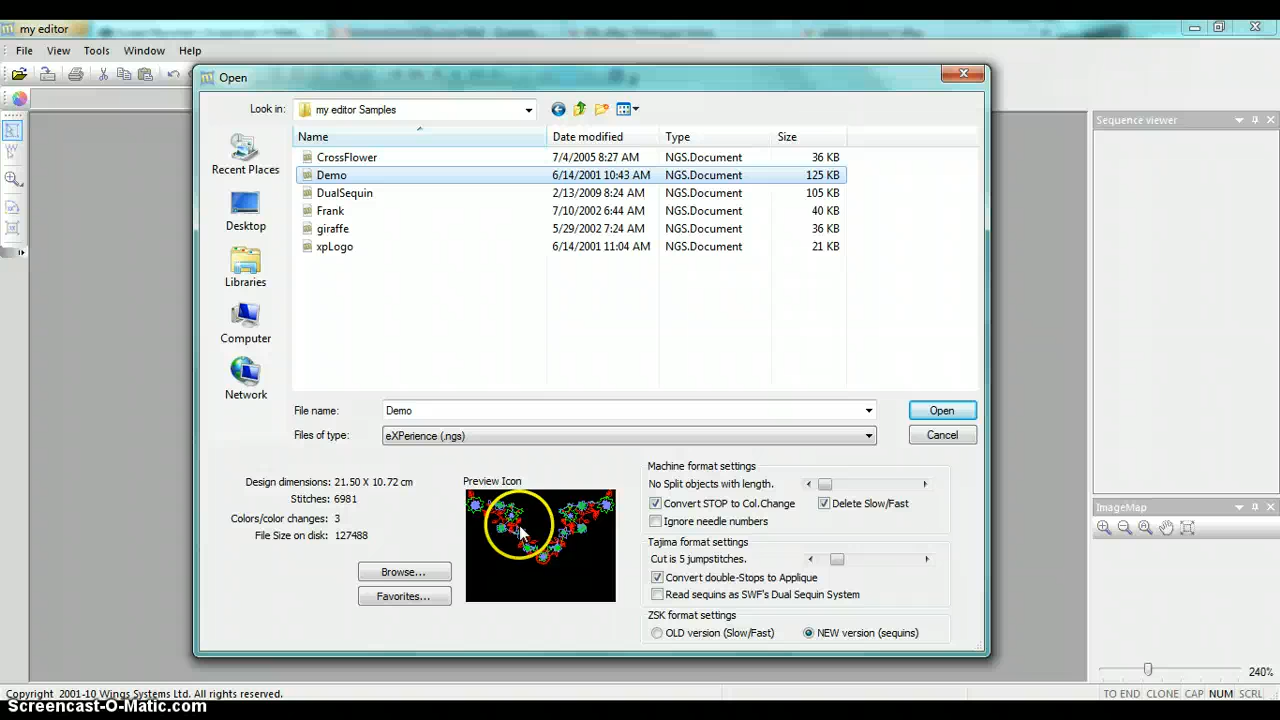 my editor
File View Tools Window Help
Open
Look in: my editor Samples
Name Date modified Type Size
CrossFlower 7/4/2005 8:27 AM NGS.Document 36 KB
Demo 6/14/2001 10:43 AM NGS.Document 125 KB
DualSequin 2/13/2009 8:24 AM NGS.Document 105 KB
Frank 7/10/2002 6:44 AM NGS.Document 40 KB
giraffe 5/29/2002 7:24 AM NGS.Document 36 KB
xpLogo 6/14/2001 11:04 AM NGS.Document 21 KB
Recent Places
Desktop
Libraries
Computer
Network
File name: Demo Open
Files of type: eXPerience (.ngs) Cancel
Design dimensions: 21.50 X 10.72 cm
Stitches: 6981
Colors/color changes: 3
File Size on disk: 127488
Browse...
Favorites...
Preview Icon
Machine format settings
No Split objects with length.
Convert STOP to Col.Change Delete Slow/Fast
Ignore needle numbers
Tajima format settings
Cut is 5 jumpstitches.
Convert double-Stops to Applique
Read sequins as SWF's Dual Sequin System
ZSK format settings
OLD version (Slow/Fast) NEW version (sequins)
Sequence viewer
ImageMap
240%
Copyright 2001-10 Wings Systems Ltd. All rights reserved. TO END CLONE CAP NUM SCRL
Screencast-O-Matic.com